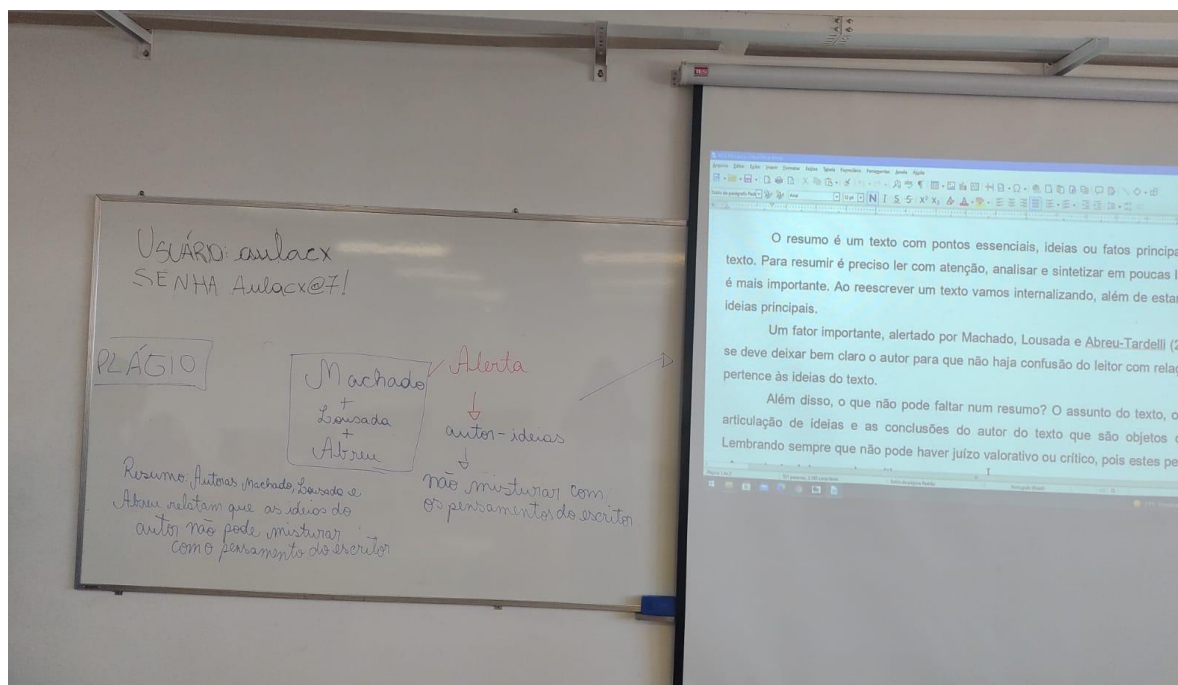 USUÁRIO: aulacx
SENHA Aulacx@7!
PLÁGIO
Machado
+
Lousada
+
Abreu
Alerta
autor-ideias
não misturar com
os pensamentos do escritor
Resumo: Autoras Machado, Lousada e
Abreu relatam que as ideias do
autor não pode misturar
com o pensamento do escritor
O resumo é um texto com pontos essenciais, ideias ou fatos principa
texto. Para resumir é preciso ler com atenção, analisar e sintetizar em poucas l
é mais importante. Ao reescrever um texto vamos internalizando, além de estar
ideias principais.
Um fator importante, alertado por Machado, Lousada e Abreu-Tardelli (2
se deve deixar bem claro o autor para que não haja confusão do leitor com relaç
pertence às ideias do texto.
Além disso, o que não pode faltar num resumo? O assunto do texto, o
articulação de ideias e as conclusões do autor do texto que são objetos
Lembrando sempre que não pode haver juízo valorativo ou crítico, pois estes pe